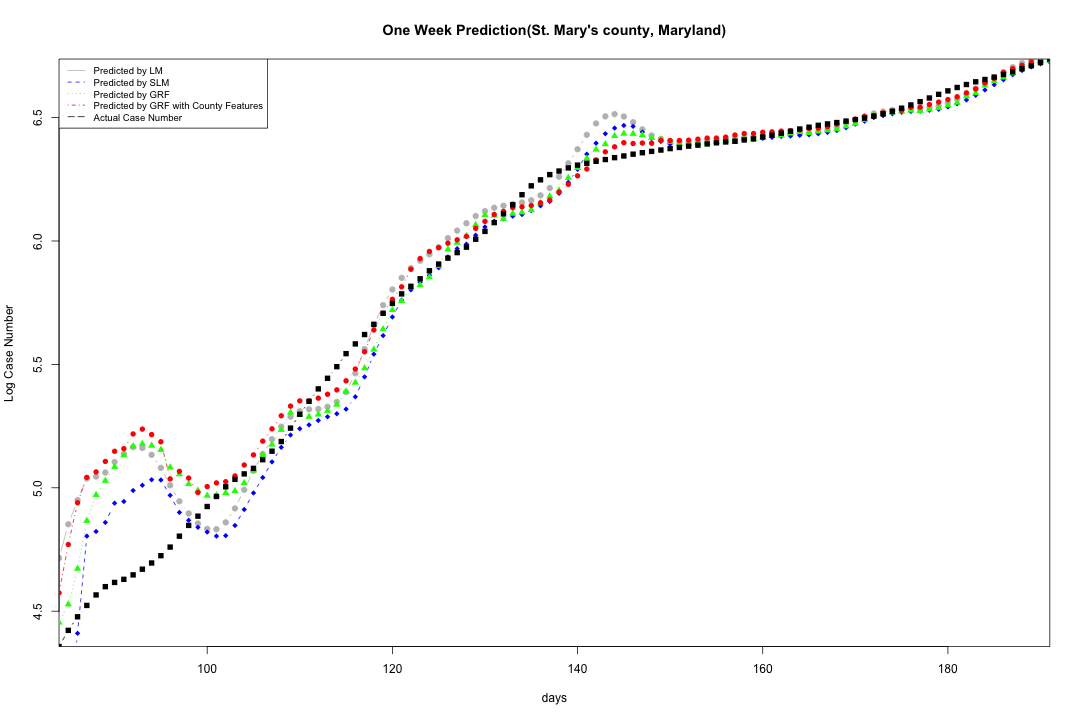 One Week Prediction(St. Mary's county, Maryland)
Predicted by LM
Predicted by SLM
Predicted by GRF
Predicted by GRF with County Features
Actual Case Number
Log Case Number
6.5
6.0
5.5
5.0
4.5
100 120 140 160 180
days